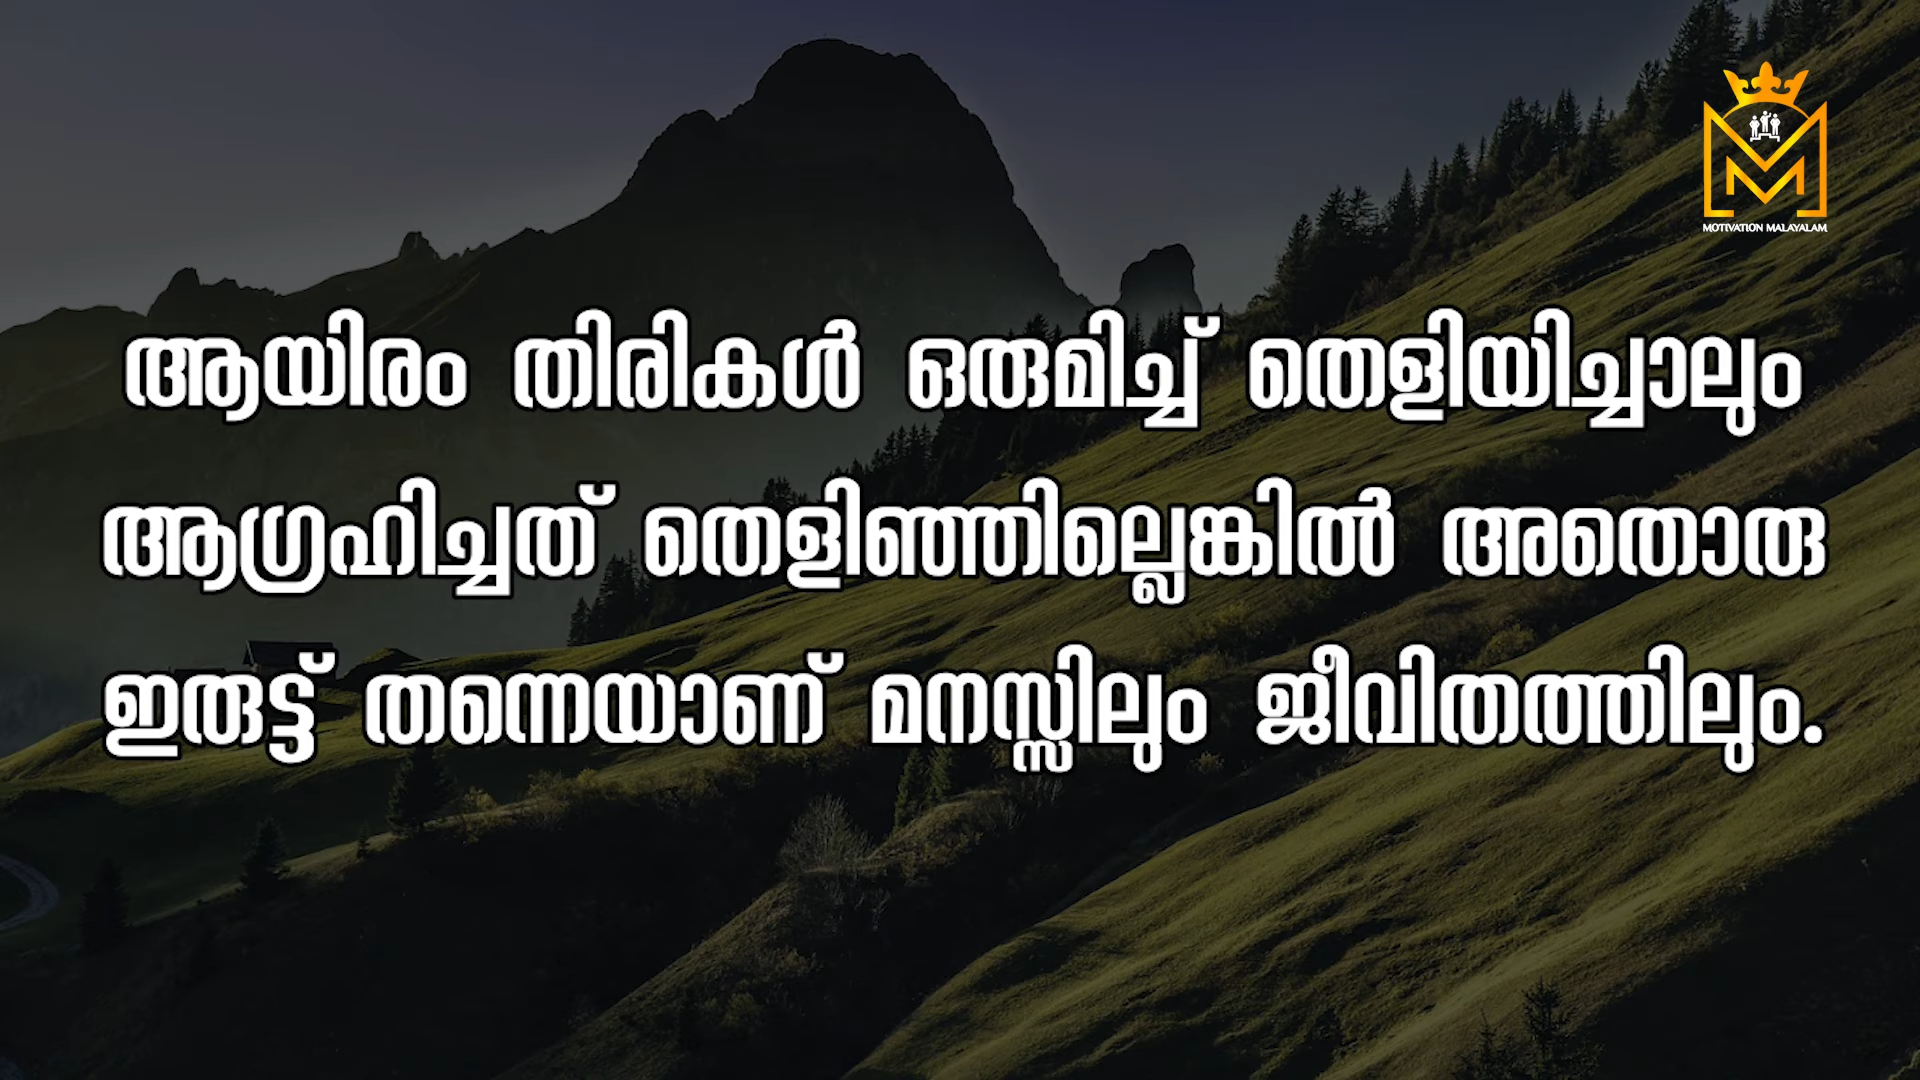 MOTIVATION MALAYALAM
ആയിരം തിരികൾ ഒരുമിച്ച് തെളിയിച്ചാലും
ആഗ്രഹിച്ചത് തെളിഞ്ഞില്ലെങ്കിൽ അതൊരു
ഇരുട്ട് തന്നെയാണ് മനസ്സിലും ജീവിതത്തിലും.